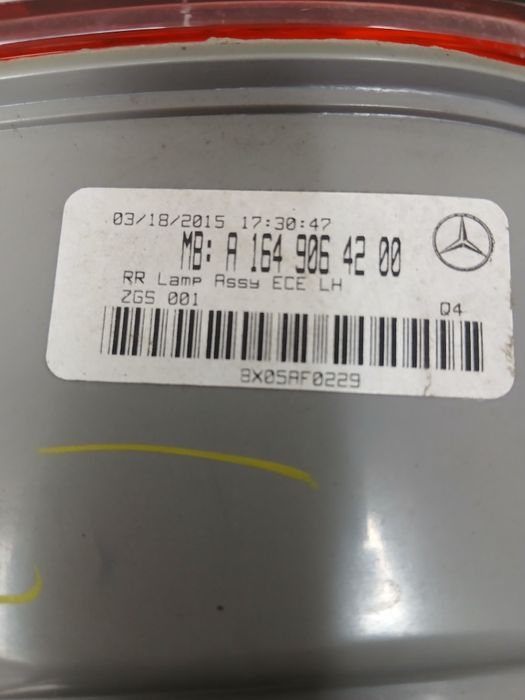 03/18/2015 17:30:47
MB: A 164 906 42 00
RR Lamp Assy ECE LH
ZGS 001
Q4
BX05AF0229